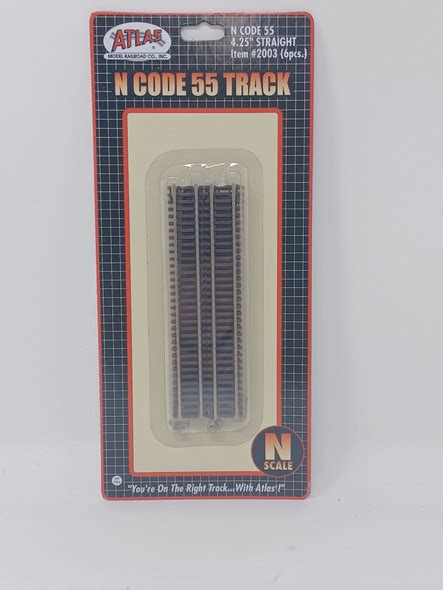 ATLAS
MODEL RAILROAD CO., INC.
N CODE 55
4.25" STRAIGHT
Item #2003 (6pcs.)
N CODE 55 TRACK
N
SCALE
"You're On The Right Track...With Atlas!"